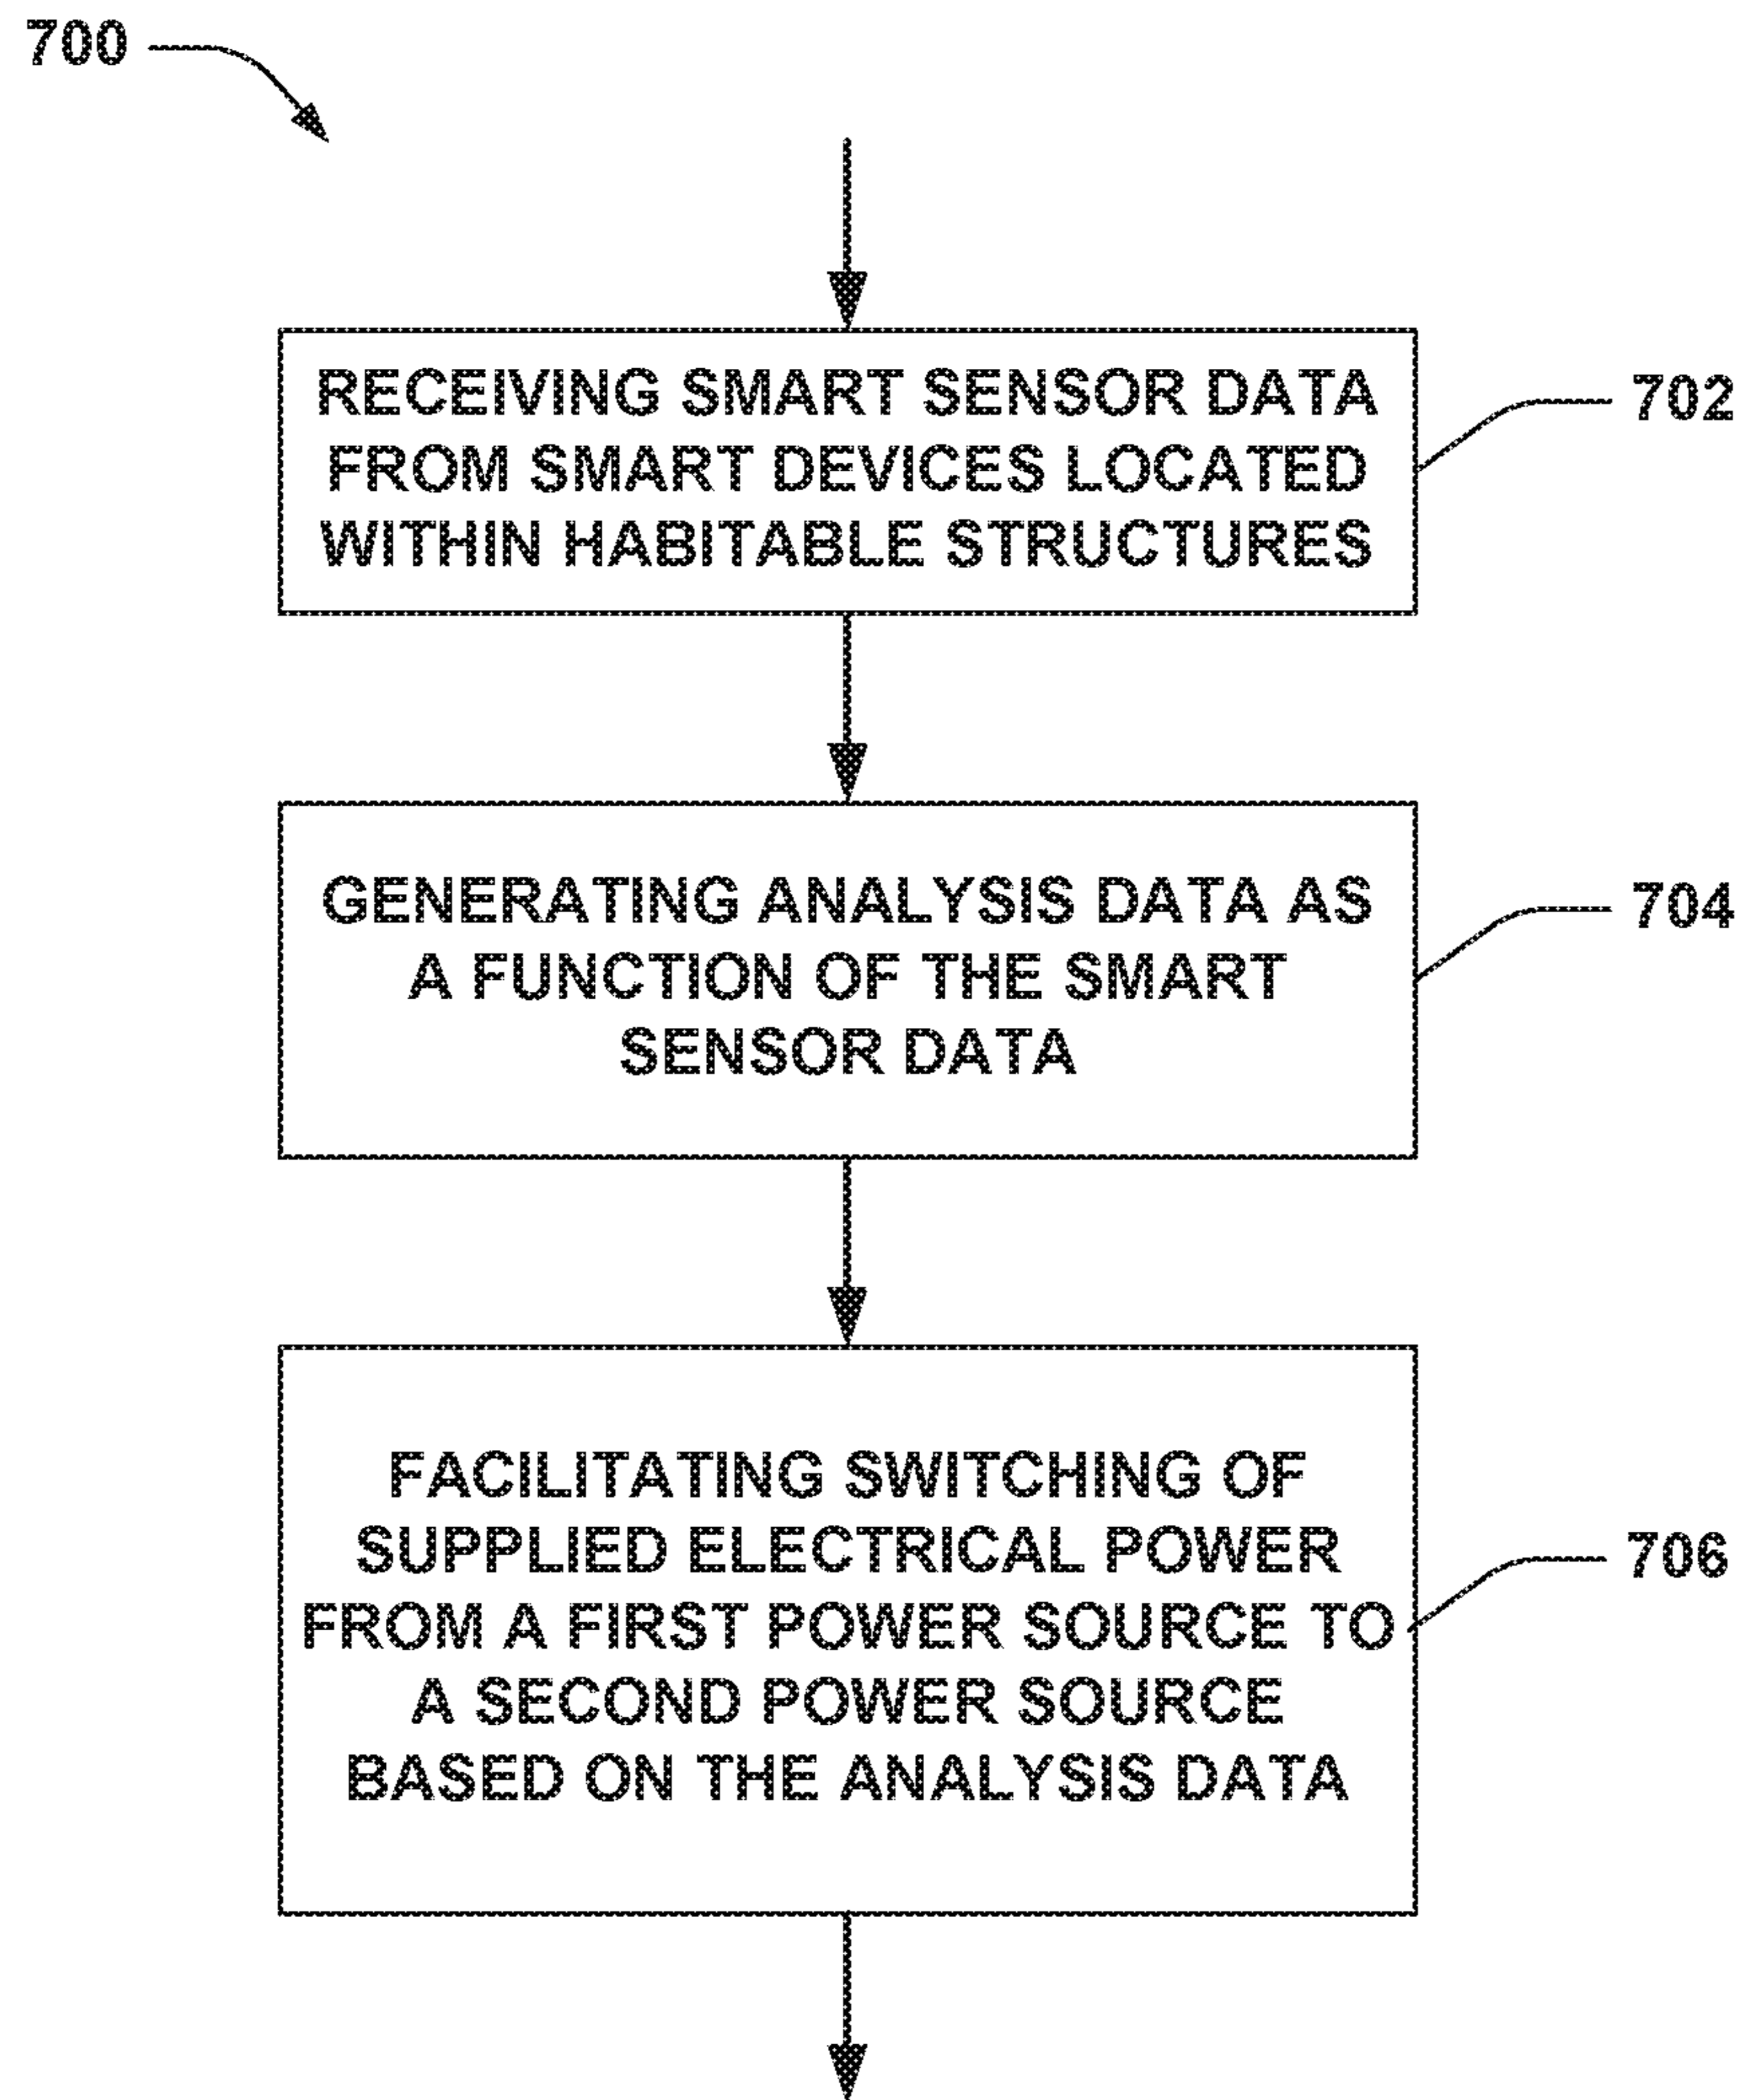 700
RECEIVING SMART SENSOR DATA
FROM SMART DEVICES LOCATED
WITHIN HABITABLE STRUCTURES
702
GENERATING ANALYSIS DATA AS
A FUNCTION OF THE SMART
SENSOR DATA
704
FACILITATING SWITCHING OF
SUPPLIED ELECTRICAL POWER
FROM A FIRST POWER SOURCE TO
A SECOND POWER SOURCE
BASED ON THE ANALYSIS DATA
706